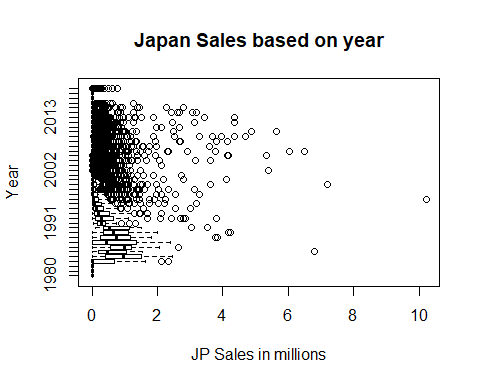 Japan Sales based on year
Year
2013
2002
1991
1980
0 2 4 6 8 10
JP Sales in millions